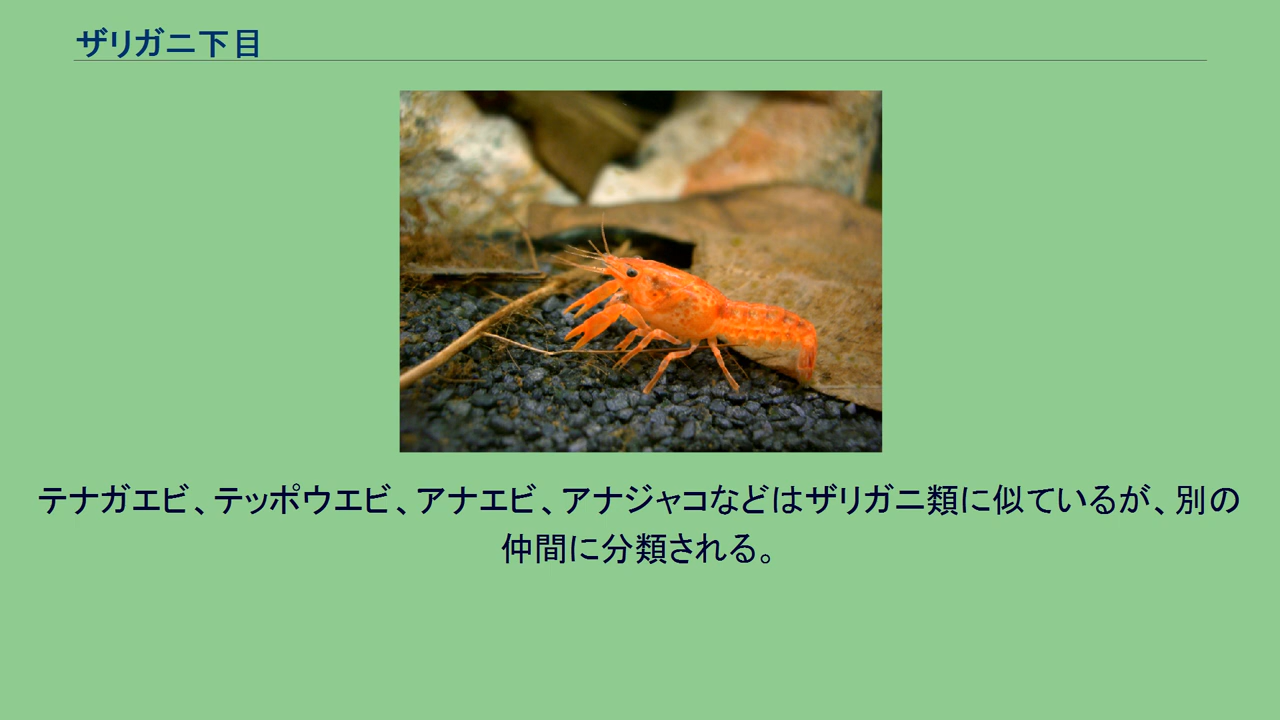 ザリガニ下目
テナガエビ、テッポウエビ、アナエビ、アナジャコなどはザリガニ類に似ているが、別の
仲間に分類される。